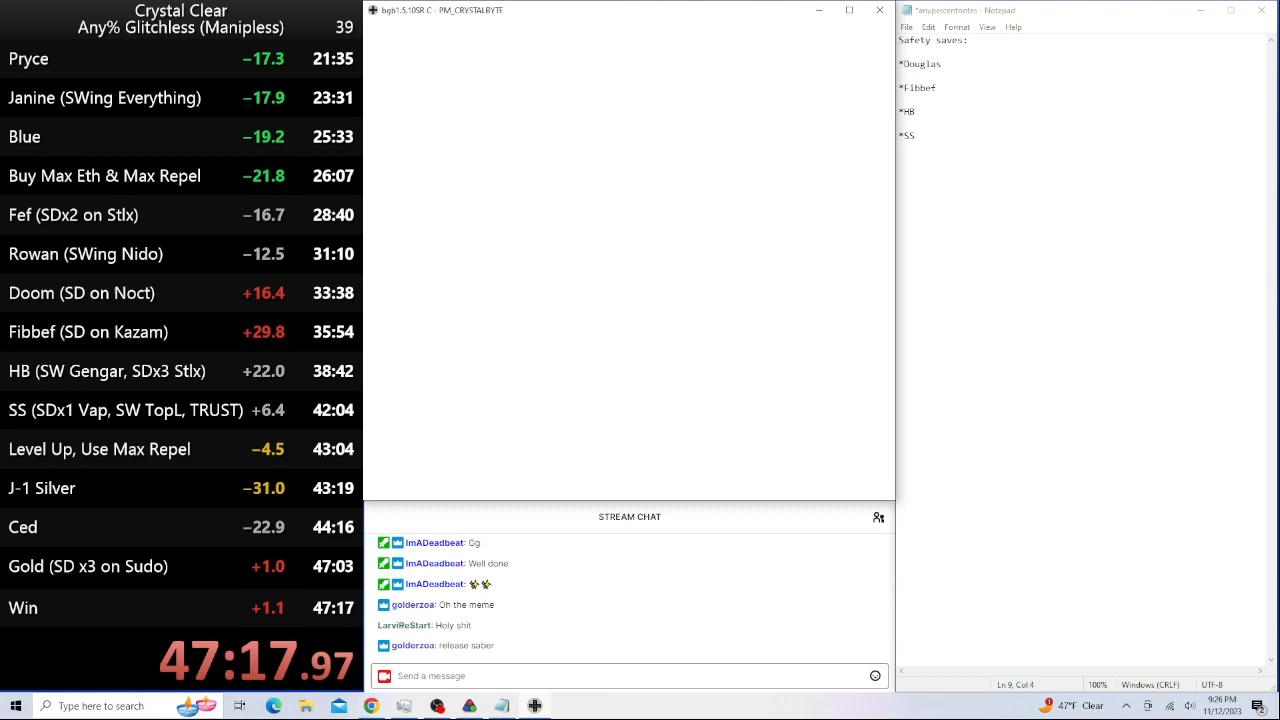 Crystal Clear
Any% Glitchless (Manipless) 39
Pryce −17.3 21:35
Janine (SWing Everything) −17.9 23:31
Blue −19.2 25:33
Buy Max Eth & Max Repel −21.8 26:07
Fef (SDx2 on Stlx) −16.7 28:40
Rowan (SWing Nido) −12.5 31:10
Doom (SD on Noct) +16.4 33:38
Fibbef (SD on Kazam) +29.8 35:54
HB (SW Gengar, SDx3 Stlx) +22.0 38:42
SS (SDx1 Vap, SW TopL, TRUST) +6.4 42:04
Level Up, Use Max Repel −4.5 43:04
J-1 Silver −31.0 43:19
Ced −22.9 44:16
Gold (SD x3 on Sudo) +1.0 47:03
Win +1.1 47:17
47:17.97
bgb1.5.10SR C - PM_CRYSTALBYTE
STREAM CHAT
ImADeadbeat: Gg
ImADeadbeat: Well done
ImADeadbeat:
golderzoa: Oh the meme
LarviReStart: Holy shit
golderzoa: release saber
Send a message
*anypercentnotes - Notepad
File Edit Format View Help
Safety saves:
*Douglas
*Fibbef
*HB
*SS
Ln 9, Col 4 100% Windows (CRLF) UTF-8
Type here to search
47°F Clear
9:26 PM
11/12/2023
2